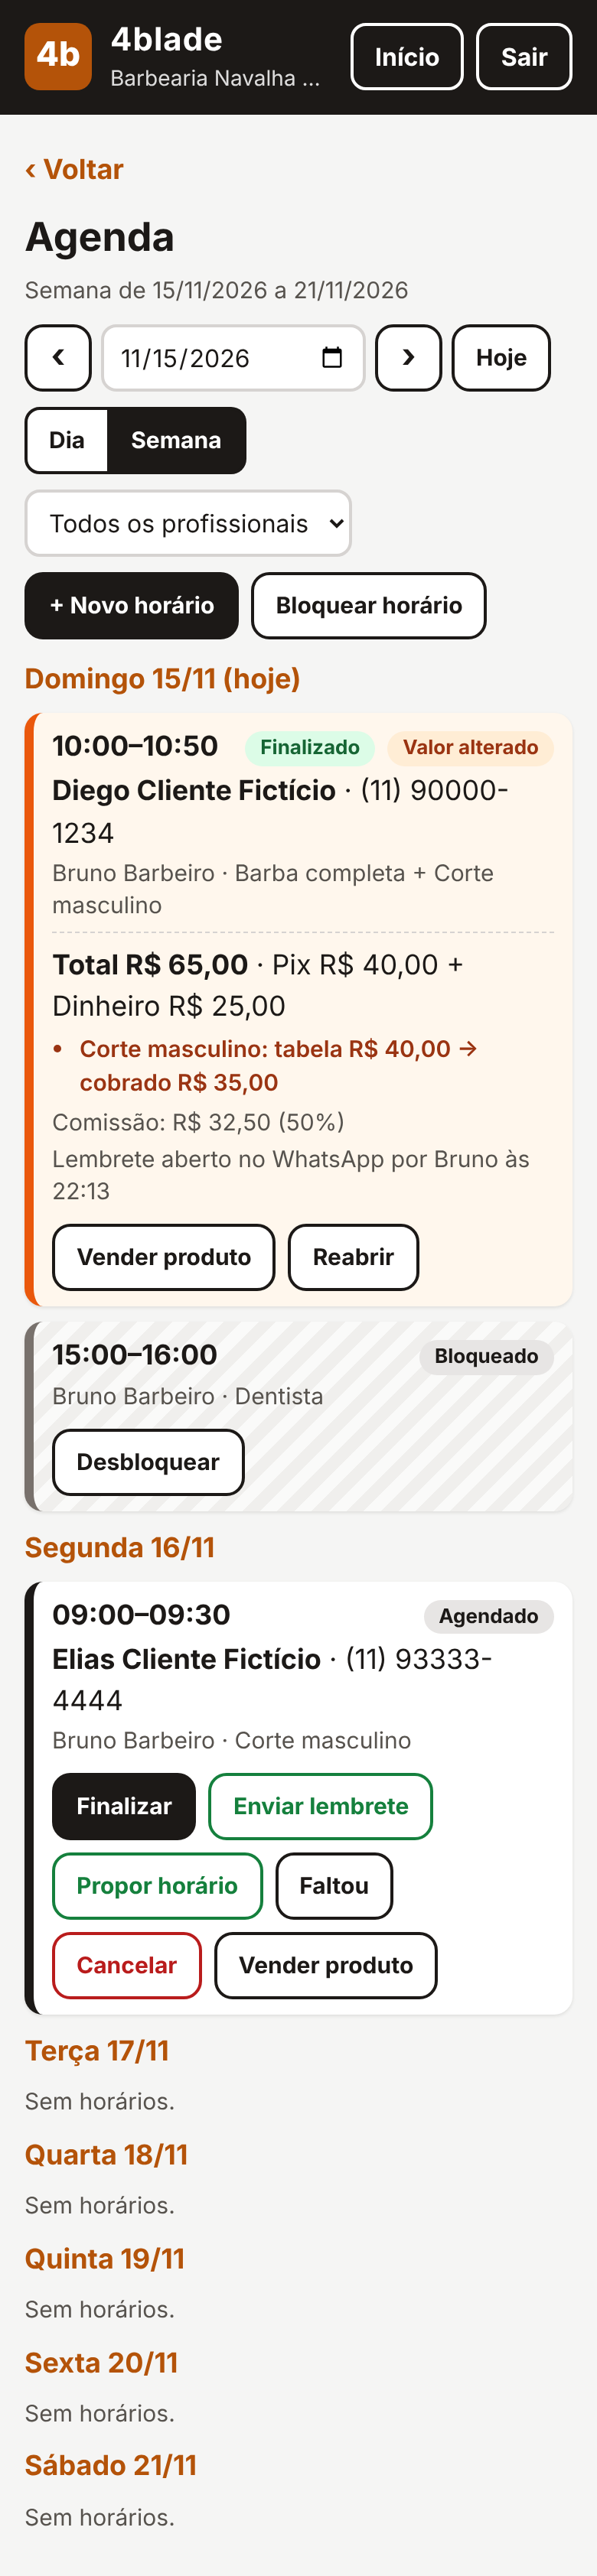 4b
4blade
Barbearia Navalha ...
Início
Sair
‹ Voltar
Agenda
Semana de 15/11/2026 a 21/11/2026
‹
11/15/2026
›
Hoje
Dia
Semana
Todos os profissionais
+ Novo horário
Bloquear horário
Domingo 15/11 (hoje)
10:00–10:50
Finalizado
Valor alterado
Diego Cliente Fictício · (11) 90000-
1234
Bruno Barbeiro · Barba completa + Corte
masculino
Total R$ 65,00 · Pix R$ 40,00 +
Dinheiro R$ 25,00
• Corte masculino: tabela R$ 40,00 →
cobrado R$ 35,00
Comissão: R$ 32,50 (50%)
Lembrete aberto no WhatsApp por Bruno às
22:13
Vender produto
Reabrir
15:00–16:00
Bloqueado
Bruno Barbeiro · Dentista
Desbloquear
Segunda 16/11
09:00–09:30
Agendado
Elias Cliente Fictício · (11) 93333-
4444
Bruno Barbeiro · Corte masculino
Finalizar
Enviar lembrete
Propor horário
Faltou
Cancelar
Vender produto
Terça 17/11
Sem horários.
Quarta 18/11
Sem horários.
Quinta 19/11
Sem horários.
Sexta 20/11
Sem horários.
Sábado 21/11
Sem horários.